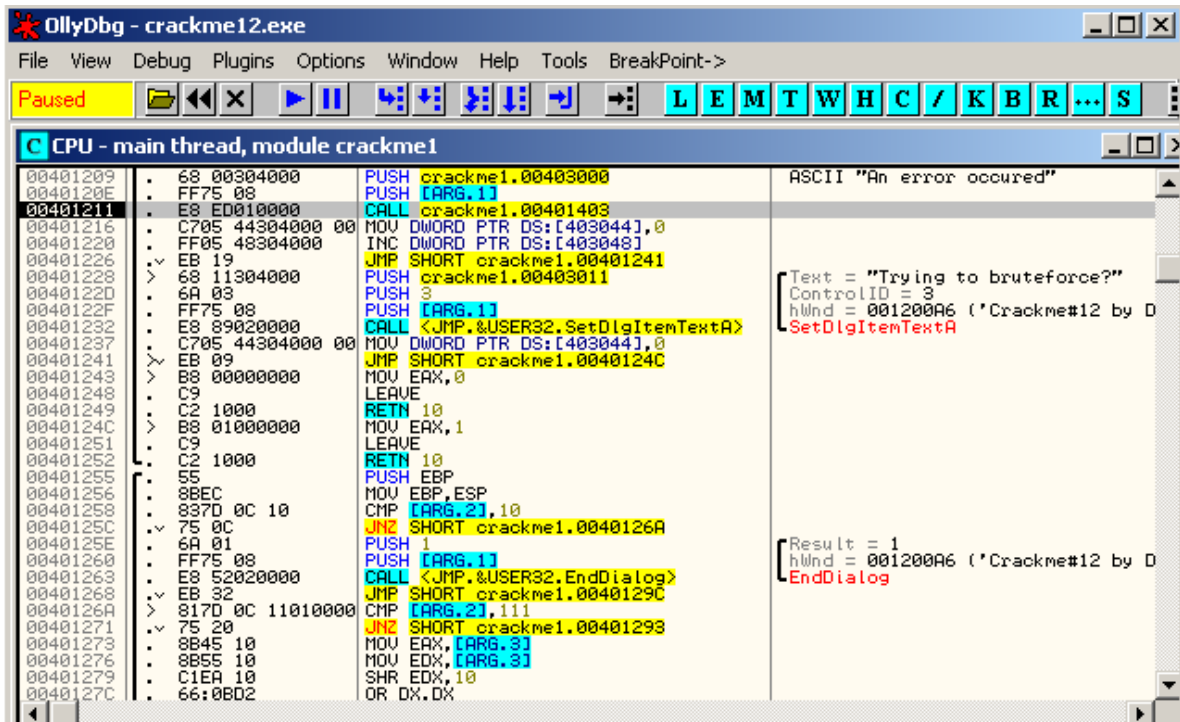 OllyDbg - crackme12.exe
File View Debug Plugins Options Window Help Tools BreakPoint->
Paused L E M T W H C / K B R ... S
C CPU - main thread, module crackme1
00401209 . 68 00304000 PUSH crackme1.00403000 ASCII "An error occured"
0040120E . FF75 08 PUSH [ARG.1]
00401211 . E8 ED010000 CALL crackme1.00401403
00401216 . C705 44304000 00 MOV DWORD PTR DS:[403044],0
00401220 . FF05 48304000 INC DWORD PTR DS:[403048]
00401226 .v EB 19 JMP SHORT crackme1.00401241
00401228 > 68 11304000 PUSH crackme1.00403011 Text = "Trying to bruteforce?"
0040122D . 6A 03 PUSH 3 ControlID = 3
0040122F . FF75 08 PUSH [ARG.1] hWnd = 001200A6 ('Crackme#12 by D
00401232 . E8 89020000 CALL <JMP.&USER32.SetDlgItemTextA> SetDlgItemTextA
00401237 . C705 44304000 00 MOV DWORD PTR DS:[403044],0
00401241 >v EB 09 JMP SHORT crackme1.0040124C
00401243 > B8 00000000 MOV EAX,0
00401248 . C9 LEAVE
00401249 . C2 1000 RETN 10
0040124C > B8 01000000 MOV EAX,1
00401251 . C9 LEAVE
00401252 . C2 1000 RETN 10
00401255 . 55 PUSH EBP
00401256 . 8BEC MOV EBP,ESP
00401258 . 837D 0C 10 CMP [ARG.2],10
0040125C .v 75 0C JNZ SHORT crackme1.0040126A
0040125E . 6A 01 PUSH 1 Result = 1
00401260 . FF75 08 PUSH [ARG.1] hWnd = 001200A6 ('Crackme#12 by D
00401263 . E8 52020000 CALL <JMP.&USER32.EndDialog> EndDialog
00401268 .v EB 32 JMP SHORT crackme1.0040129C
0040126A > 817D 0C 11010000 CMP [ARG.2],111
00401271 .v 75 20 JNZ SHORT crackme1.00401293
00401273 . 8B45 10 MOV EAX,[ARG.3]
00401276 . 8B55 10 MOV EDX,[ARG.3]
00401279 . C1EA 10 SHR EDX,10
0040127C . 66:0BD2 OR DX,DX